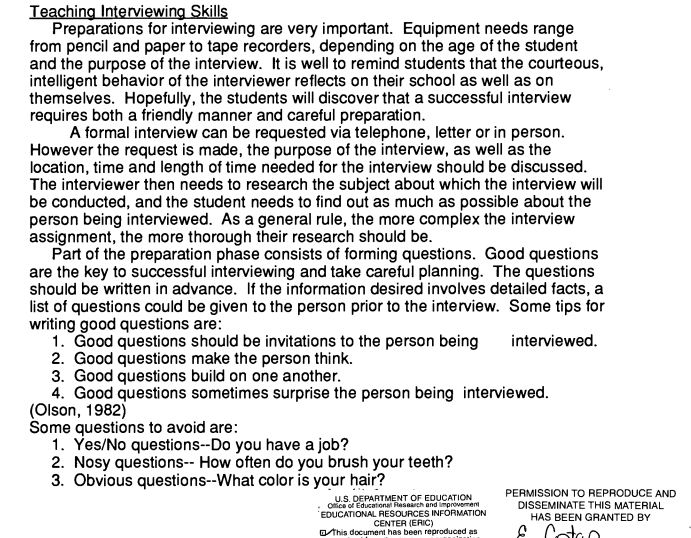 Teaching Interviewing Skills
Preparations for interviewing are very important. Equipment needs range
from pencil and paper to tape recorders, depending on the age of the student
and the purpose of the interview. It is well to remind students that the courteous,
intelligent behavior of the interviewer reflects on their school as well as on
themselves. Hopefully, the students will discover that a successful interview
requires both a friendly manner and careful preparation.
A formal interview can be requested via telephone, letter or in person.
However the request is made, the purpose of the interview, as well as the
location, time and length of time needed for the interview should be discussed.
The interviewer then needs to research the subject about which the interview will
be conducted, and the student needs to find out as much as possible about the
person being interviewed. As a general rule, the more complex the interview
assignment, the more thorough their research should be.
Part of the preparation phase consists of forming questions. Good questions
are the key to successful interviewing and take careful planning. The questions
should be written in advance. If the information desired involves detailed facts, a
list of questions could be given to the person prior to the interview. Some tips for
writing good questions are:
1. Good questions should be invitations to the person being interviewed.
2. Good questions make the person think.
3. Good questions build on one another.
4. Good questions sometimes surprise the person being interviewed.
(Olson, 1982)
Some questions to avoid are:
1. Yes/No questions--Do you have a job?
2. Nosy questions-- How often do you brush your teeth?
3. Obvious questions--What color is your hair?
U.S. DEPARTMENT OF EDUCATION
Office of Educational Research and Improvement
EDUCATIONAL RESOURCES INFORMATION
CENTER (ERIC)
This document has been reproduced as
PERMISSION TO REPRODUCE AND
DISSEMINATE THIS MATERIAL
HAS BEEN GRANTED BY